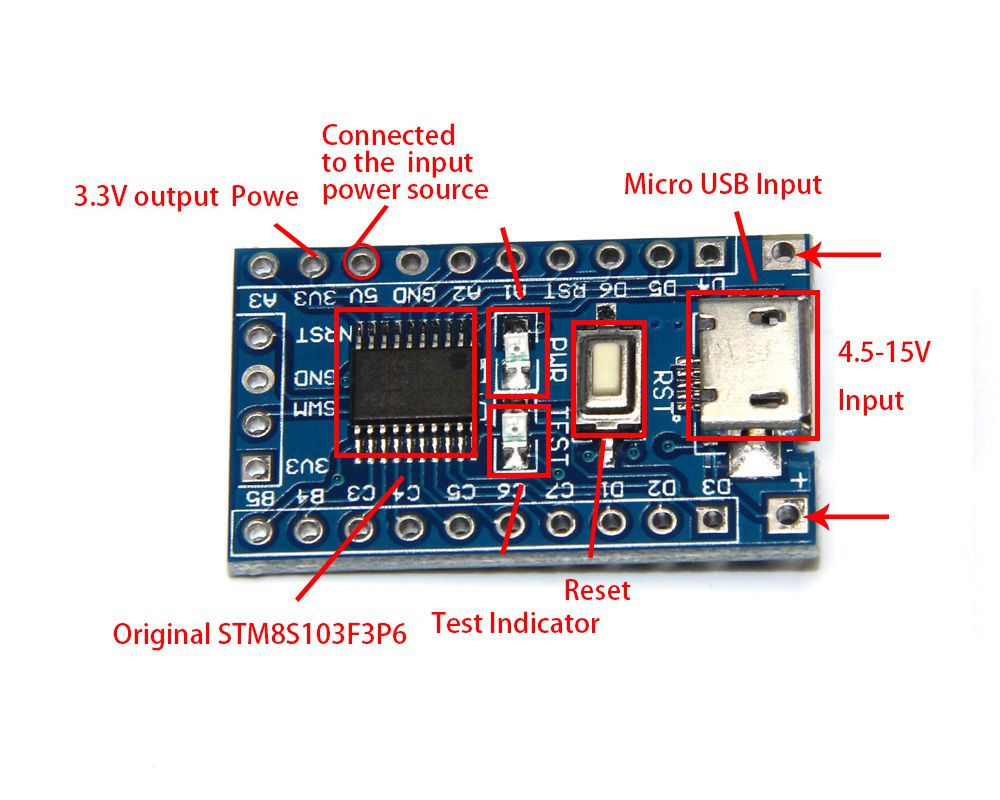 Connected
to the input
power source
3.3V output Powe
Micro USB Input
A3 3V3 5V GND A2 A1 RST D6 D5 D4
−
NRST
GND
SWM
3V3
PWR
TEST
RST
4.5-15V
Input
B5 B4 C3 C4 C5 C6 C7 D1 D2 D3
+
Reset
Test Indicator
Original STM8S103F3P6